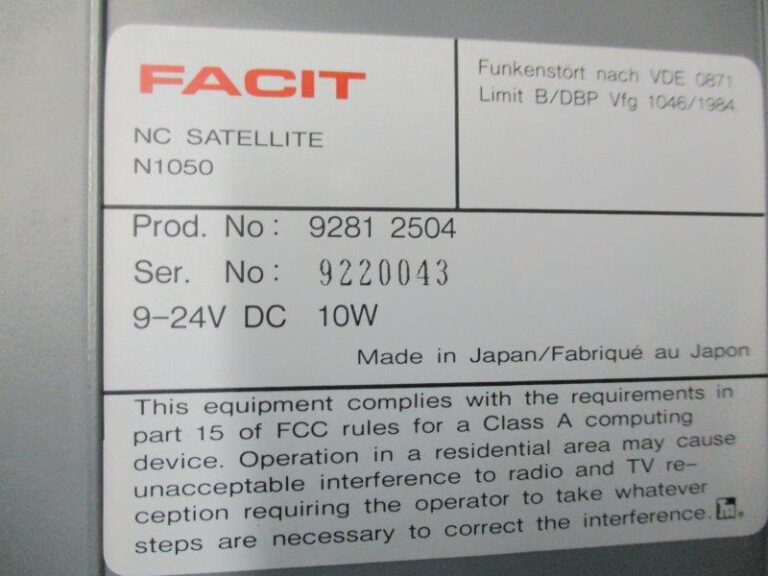 FACIT
NC SATELLITE
N1050
Funkenstört nach VDE 0871
Limit B/DBP Vfg 1046/1984.
Prod. No: 9281 2504
Ser. No: 9220043
9–24V DC 10W
Made in Japan/Fabriqué au Japon
This equipment complies with the requirements in
part 15 of FCC rules for a Class A computing
device. Operation in a residential area may cause
unacceptable interference to radio and TV re–
ception requiring the operator to take whatever
steps are necessary to correct the interference.